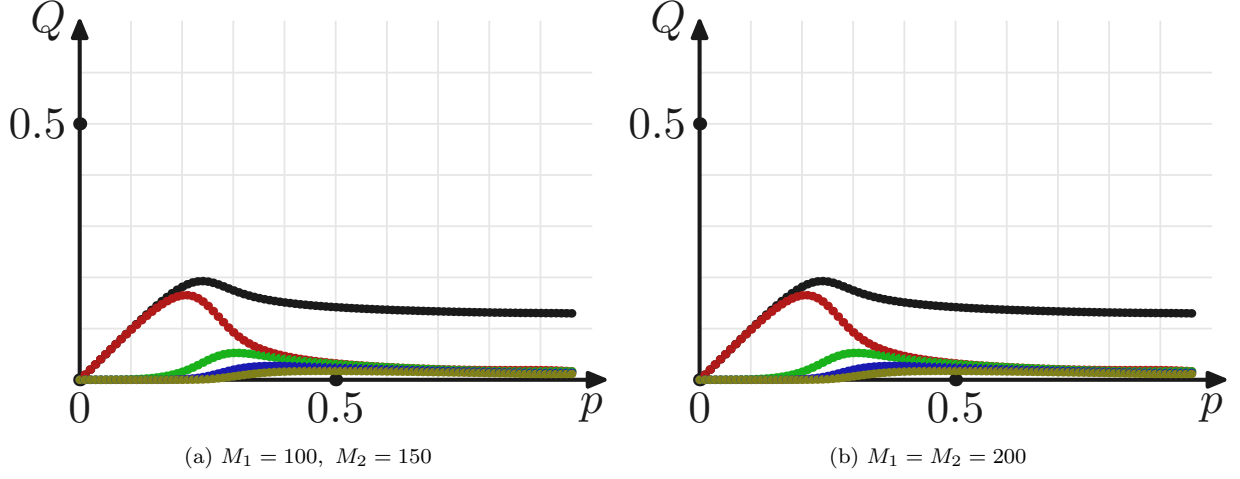 Q
0.5
0
0.5
p
(a) M₁ = 100, M₂ = 150
Q
0.5
0
0.5
p
(b) M₁ = M₂ = 200